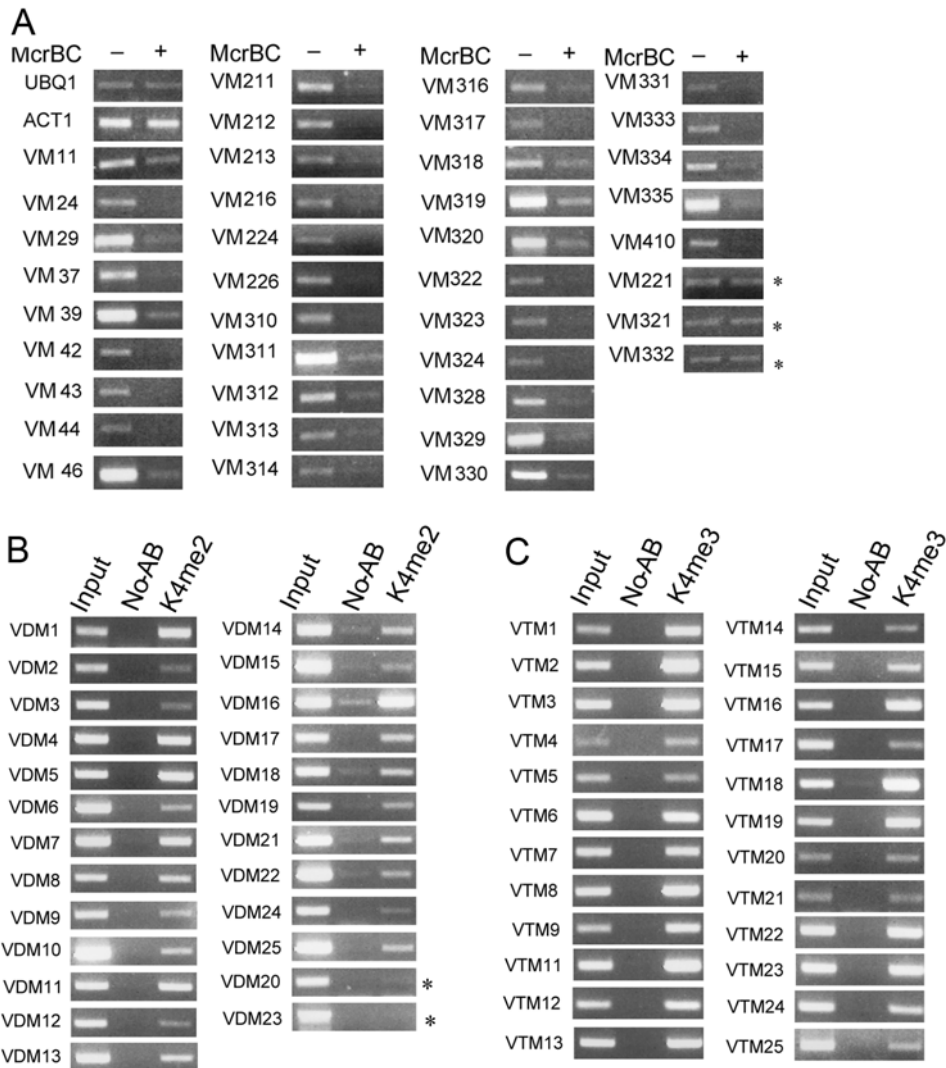 A
McrBC – +
UBQ1
ACT1
VM11
VM24
VM29
VM 37
VM 39
VM 42
VM 43
VM 44
VM 46
McrBC – +
VM211
VM212
VM213
VM216
VM224
VM226
VM310
VM311
VM312
VM313
VM314
McrBC – +
VM316
VM317
VM318
VM319
VM320
VM322
VM323
VM324
VM328
VM329
VM330
McrBC – +
VM331
VM333
VM334
VM335
VM410
VM221 *
VM321 *
VM332 *
B
Input No-AB K4me2
VDM1
VDM2
VDM3
VDM4
VDM5
VDM6
VDM7
VDM8
VDM9
VDM10
VDM11
VDM12
VDM13
Input No-AB K4me2
VDM14
VDM15
VDM16
VDM17
VDM18
VDM19
VDM21
VDM22
VDM24
VDM25
VDM20 *
VDM23 *
C
Input No-AB K4me3
VTM1
VTM2
VTM3
VTM4
VTM5
VTM6
VTM7
VTM8
VTM9
VTM11
VTM12
VTM13
Input No-AB K4me3
VTM14
VTM15
VTM16
VTM17
VTM18
VTM19
VTM20
VTM21
VTM22
VTM23
VTM24
VTM25